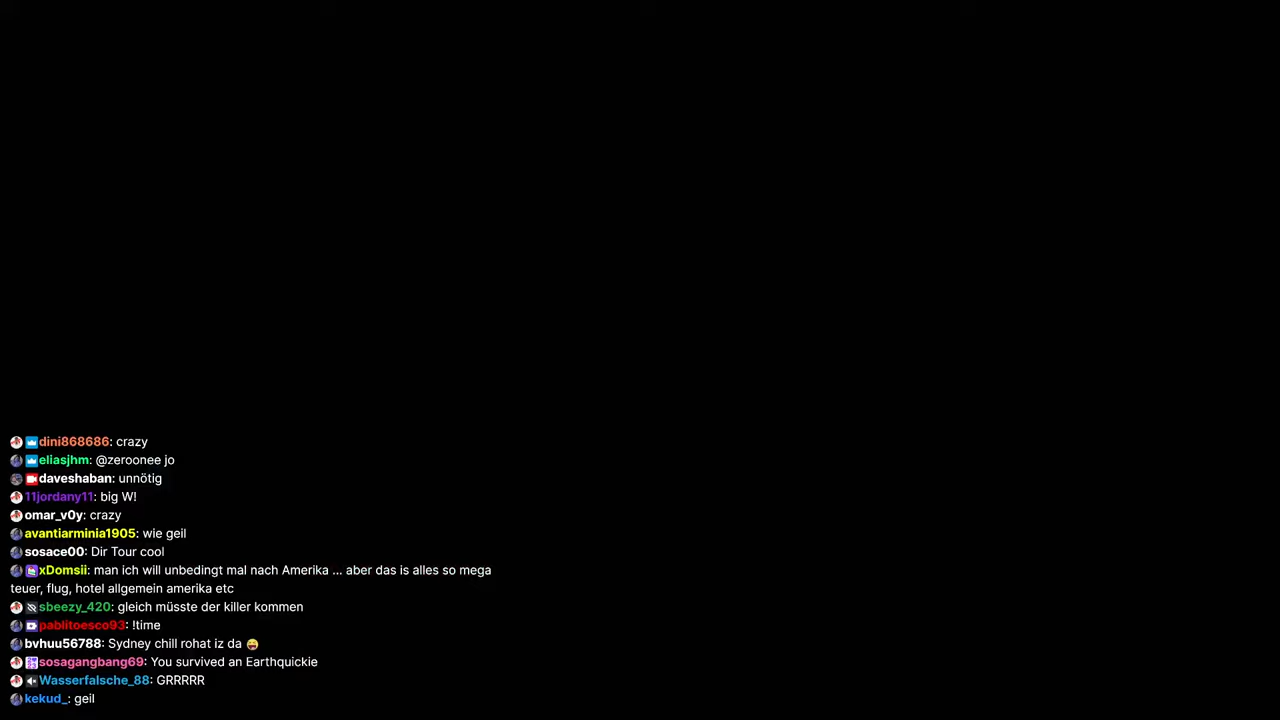 dini868686: crazy
eliasjhm: @zeroonee jo
daveshaban: unnötig
11jordany11: big W!
omar_v0y: crazy
avantiarminia1905: wie geil
sosace00: Dir Tour cool
xDomsii: man ich will unbedingt mal nach Amerika ... aber das is alles so mega
teuer, flug, hotel allgemein amerika etc
sbeezy_420: gleich müsste der killer kommen
pablitoesco93: !time
bvhuu56788: Sydney chill rohat iz da 😄
sosagangbang69: You survived an Earthquickie
Wasserfalsche_88: GRRRRR
kekud_: geil